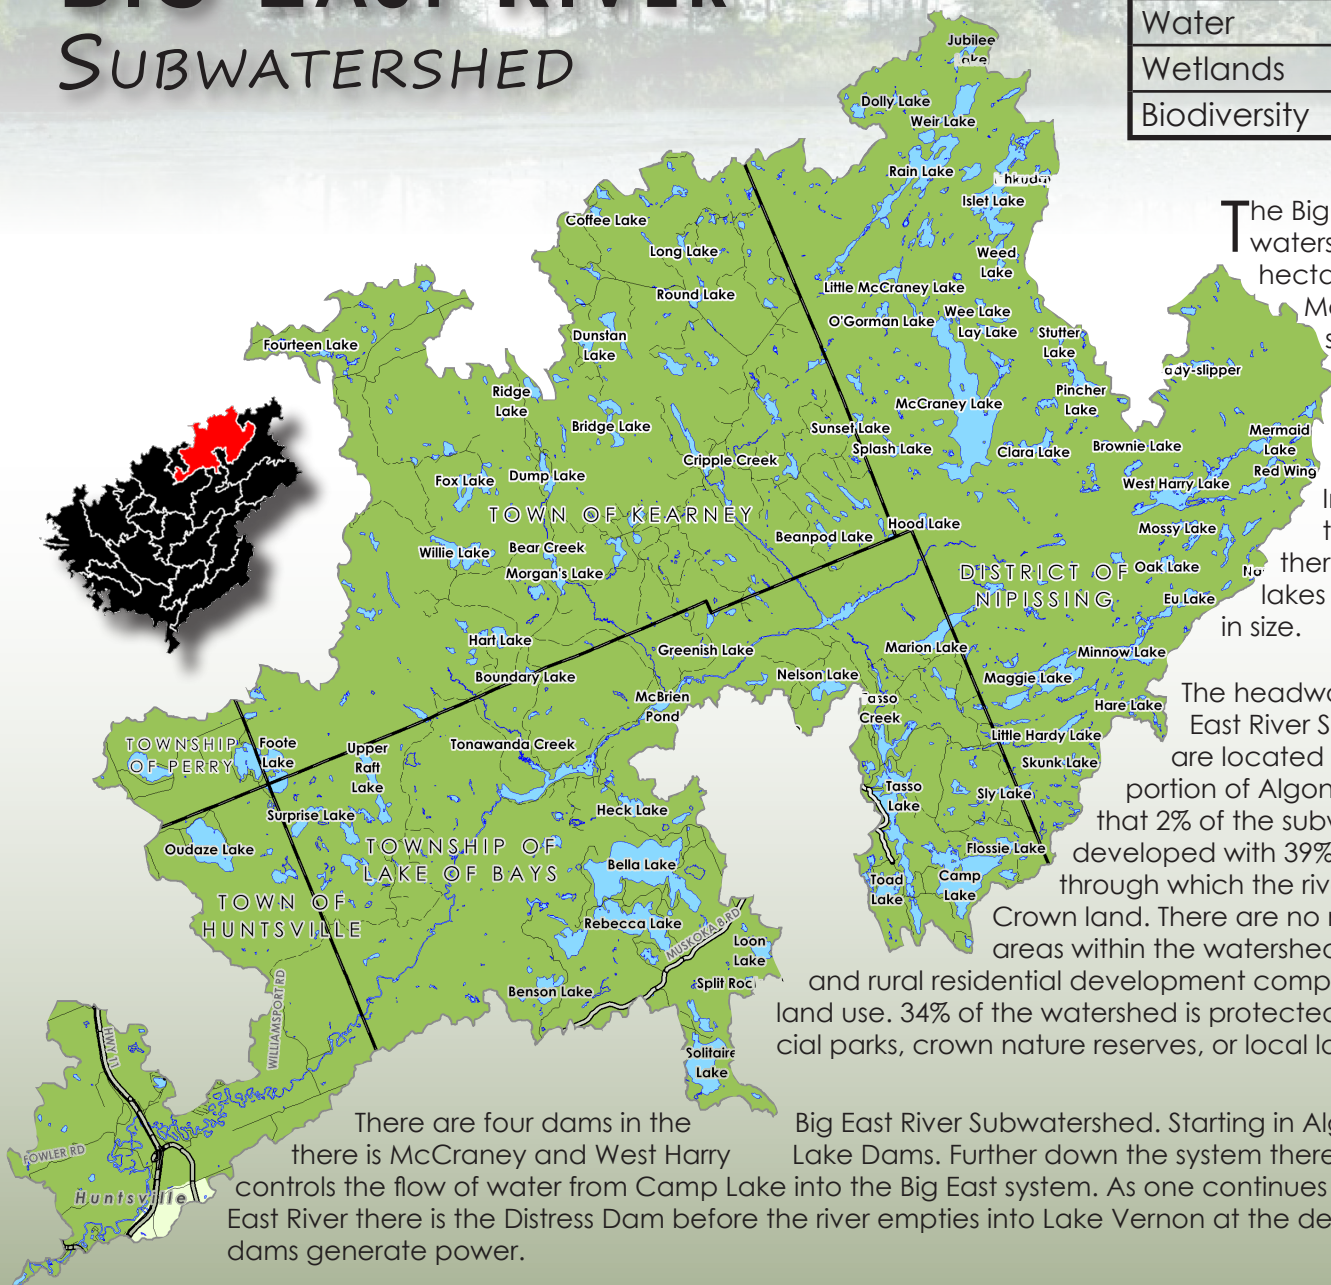 BIG EAST RIVER
SUBWATERSHED
Water
Wetlands
Biodiversity
Jubilee
Dolly Lake
Weir Lake
Rain Lake
Islet Lake
Coffee Lake
Long Lake
Weed
Lake
Round Lake
Little McCraney Lake
Wee Lake
O'Gorman Lake
Lay Lake
Stutter
Lake
Dunstan
Lake
Fourteen Lake
ady-slipper
Ridge
Lake
Pincher
Lake
McCraney Lake
Bridge Lake
Sunset Lake
Splash Lake
Clara Lake
Brownie Lake
Mermaid
Lake
Red Wing
Cripple Creek
West Harry Lake
Fox Lake
Dump Lake
TOWN OF KEARNEY
Hood Lake
Mossy Lake
Beanpod Lake
Willie Lake
Bear Creek
Morgan's Lake
DISTRICT OF
NIPISSING
Oak Lake
No
Eu Lake
Hart Lake
Greenish Lake
Marion Lake
Minnow Lake
Boundary Lake
Nelson Lake
Maggie Lake
McBrien
Pond
asso
Creek
Hare Lake
TOWNSHIP
OF PERRY
Foote
Lake
Upper
Raft
Lake
Tonawanda Creek
Little Hardy Lake
Skunk Lake
Tasso
Lake
Sly Lake
Surprise Lake
Heck Lake
Oudaze Lake
TOWNSHIP OF
LAKE OF BAYS
Bella Lake
Flossie Lake
Toad
Lake
Camp
Lake
TOWN OF
HUNTSVILLE
Rebecca Lake
MUSKOKA B RD
Loon
Lake
Benson Lake
Split Roc
WILLIAMSPORT RD
HWY 11
Solitaire
Lake
FOWLER RD
Huntsville
The Big
waters
hecta
M
s
I
t
ther
lakes
in size.
The headwa
East River S
are located
portion of Algon
that 2% of the subw
developed with 39%
through which the riv
Crown land. There are no
areas within the watershed
and rural residential development comp
land use. 34% of the watershed is protected
cial parks, crown nature reserves, or local la
There are four dams in the Big East River Subwatershed. Starting in Alg
there is McCraney and West Harry Lake Dams. Further down the system there
controls the flow of water from Camp Lake into the Big East system. As one continues
East River there is the Distress Dam before the river empties into Lake Vernon at the de
dams generate power.